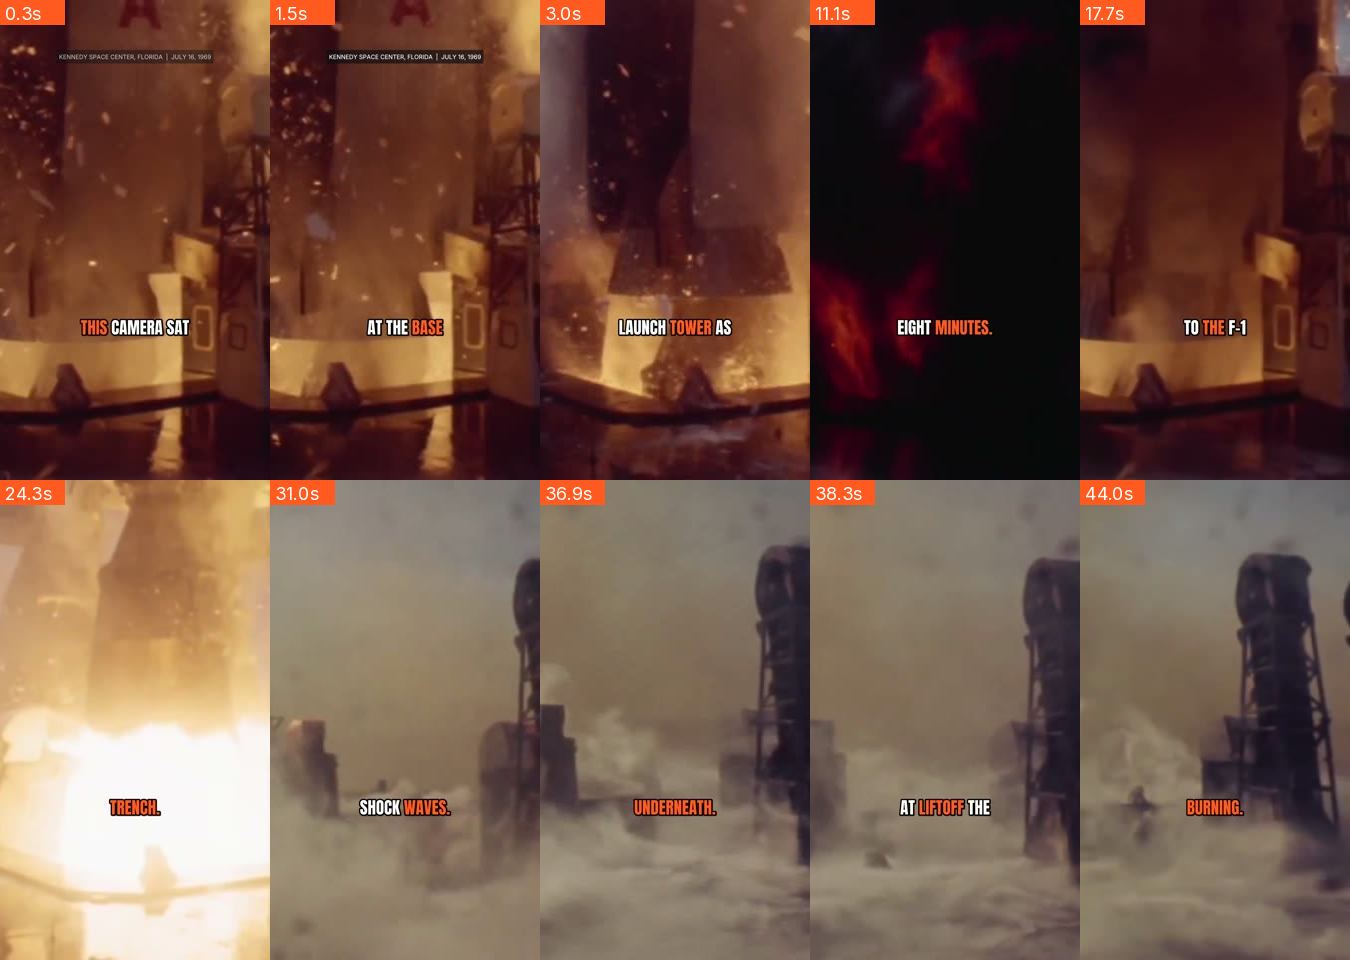 0.3s
A
KENNEDY SPACE CENTER, FLORIDA | JULY 16, 1969
THIS CAMERA SAT
1.5s
A
KENNEDY SPACE CENTER, FLORIDA | JULY 16, 1969
AT THE BASE
3.0s
LAUNCH TOWER AS
11.1s
EIGHT MINUTES.
17.7s
TO THE F-1
24.3s
TRENCH.
31.0s
SHOCK WAVES.
36.9s
UNDERNEATH.
38.3s
AT LIFTOFF THE
44.0s
BURNING.